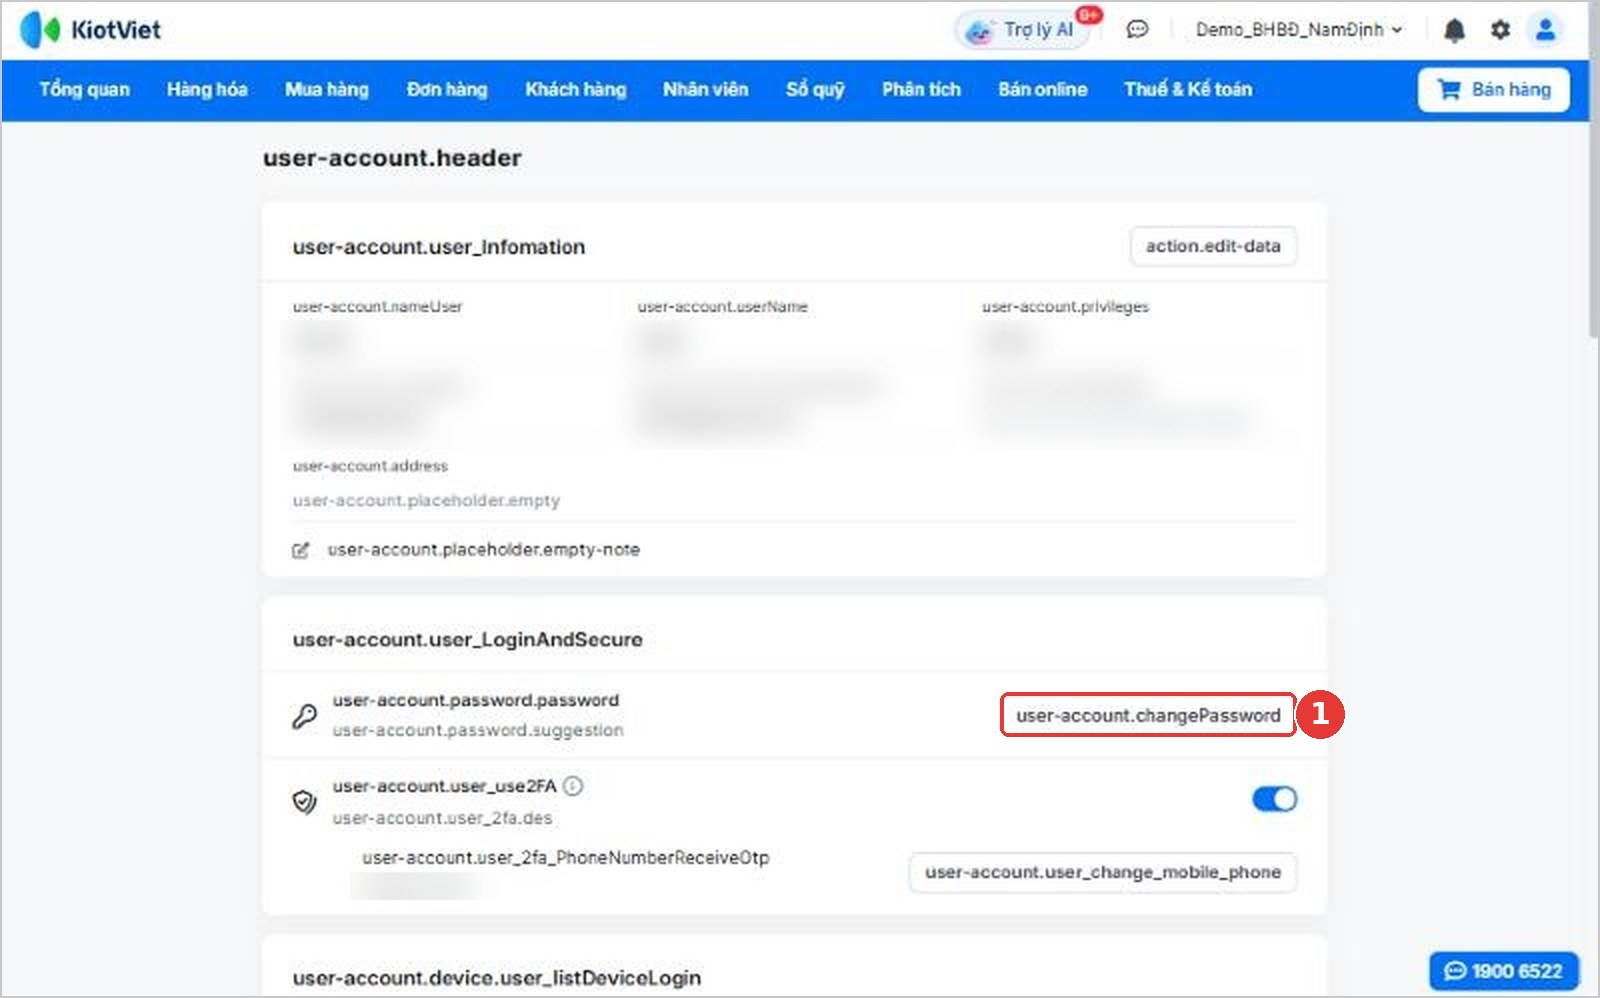 KiotViet
Trợ lý AI 9+ Demo_BHBĐ_NamĐịnh
Tổng quan Hàng hóa Mua hàng Đơn hàng Khách hàng Nhân viên Sổ quỹ Phân tích Bán online Thuế & Kế toán Bán hàng
user-account.header
user-account.user_infomation action.edit-data
user-account.nameUser user-account.userName user-account.privileges
user-account.address
user-account.placeholder.empty
user-account.placeholder.empty-note
user-account.user_LoginAndSecure
user-account.password.password
user-account.password.suggestion
user-account.changePassword 1
user-account.user_use2FA
user-account.user_2fa.des
user-account.user_2fa_PhoneNumberReceiveOtp
user-account.user_change_mobile_phone
user-account.device.user_listDeviceLogin
1900 6522